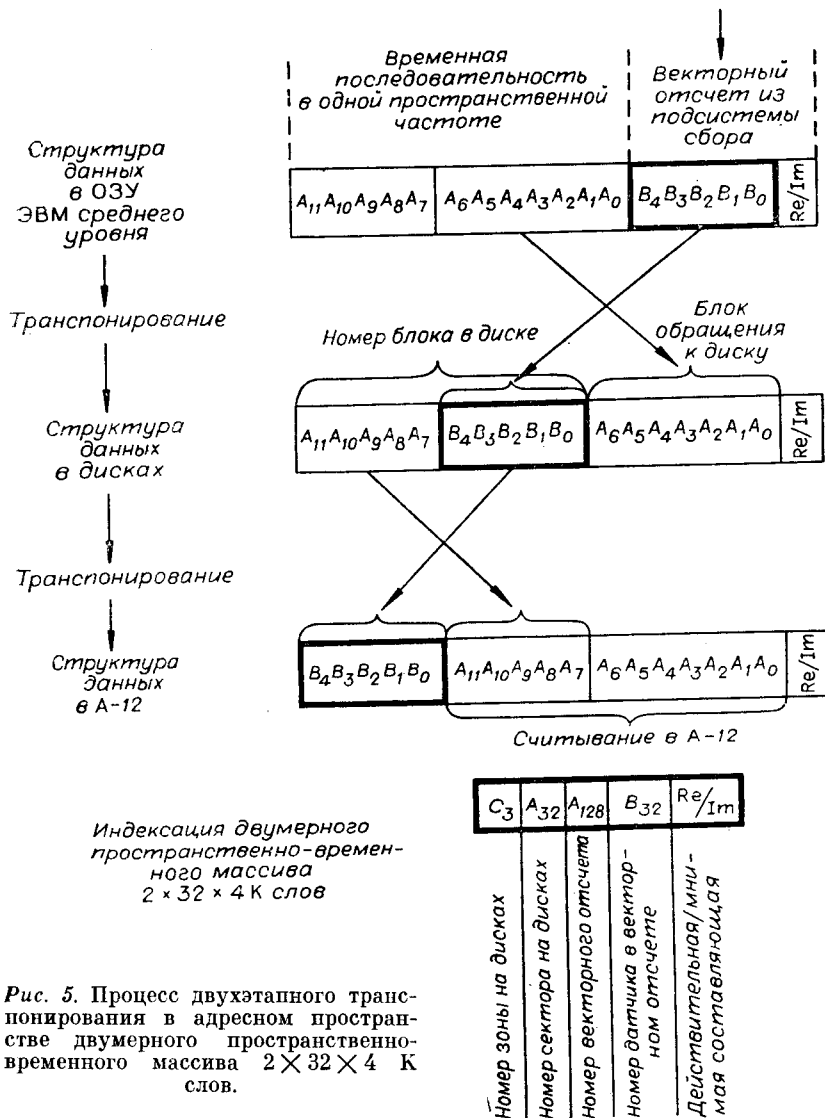 Временная
последовательность
в одной пространственной
частоте
Векторный
отсчет из
подсистемы
сбора
Структура
данных
в ОЗУ
ЭВМ среднего
уровня
A11A10A9A8A7 A6A5A4A3A2A1A0 B4B3B2B1B0 Re/Im
Транспонирование
Номер блока в диске
Блок
обращения
к диску
Структура
данных
в дисках
A11A10A9A8A7 B4B3B2B1B0 A6A5A4A3A2A1A0 Re/Im
Транспонирование
Структура
данных
в А-12
B4B3B2B1B0 A11A10A9A8A7 A6A5A4A3A2A1A0 Re/Im
Считывание в А-12
C3 A32 A128 B32 Re/Im
Индексация двумерного
пространственно-времен-
ного массива
2 × 32 × 4 К слов
Номер зоны на дисках
Номер сектора на дисках
Номер векторного отсчета
Номер датчика в вектор-
ном отсчете
Действительная/мни-
мая составляющая
Рис. 5. Процесс двухэтапного транс-
понирования в адресном простран-
стве двумерного пространственно-
временного массива 2×32×4 К
слов.